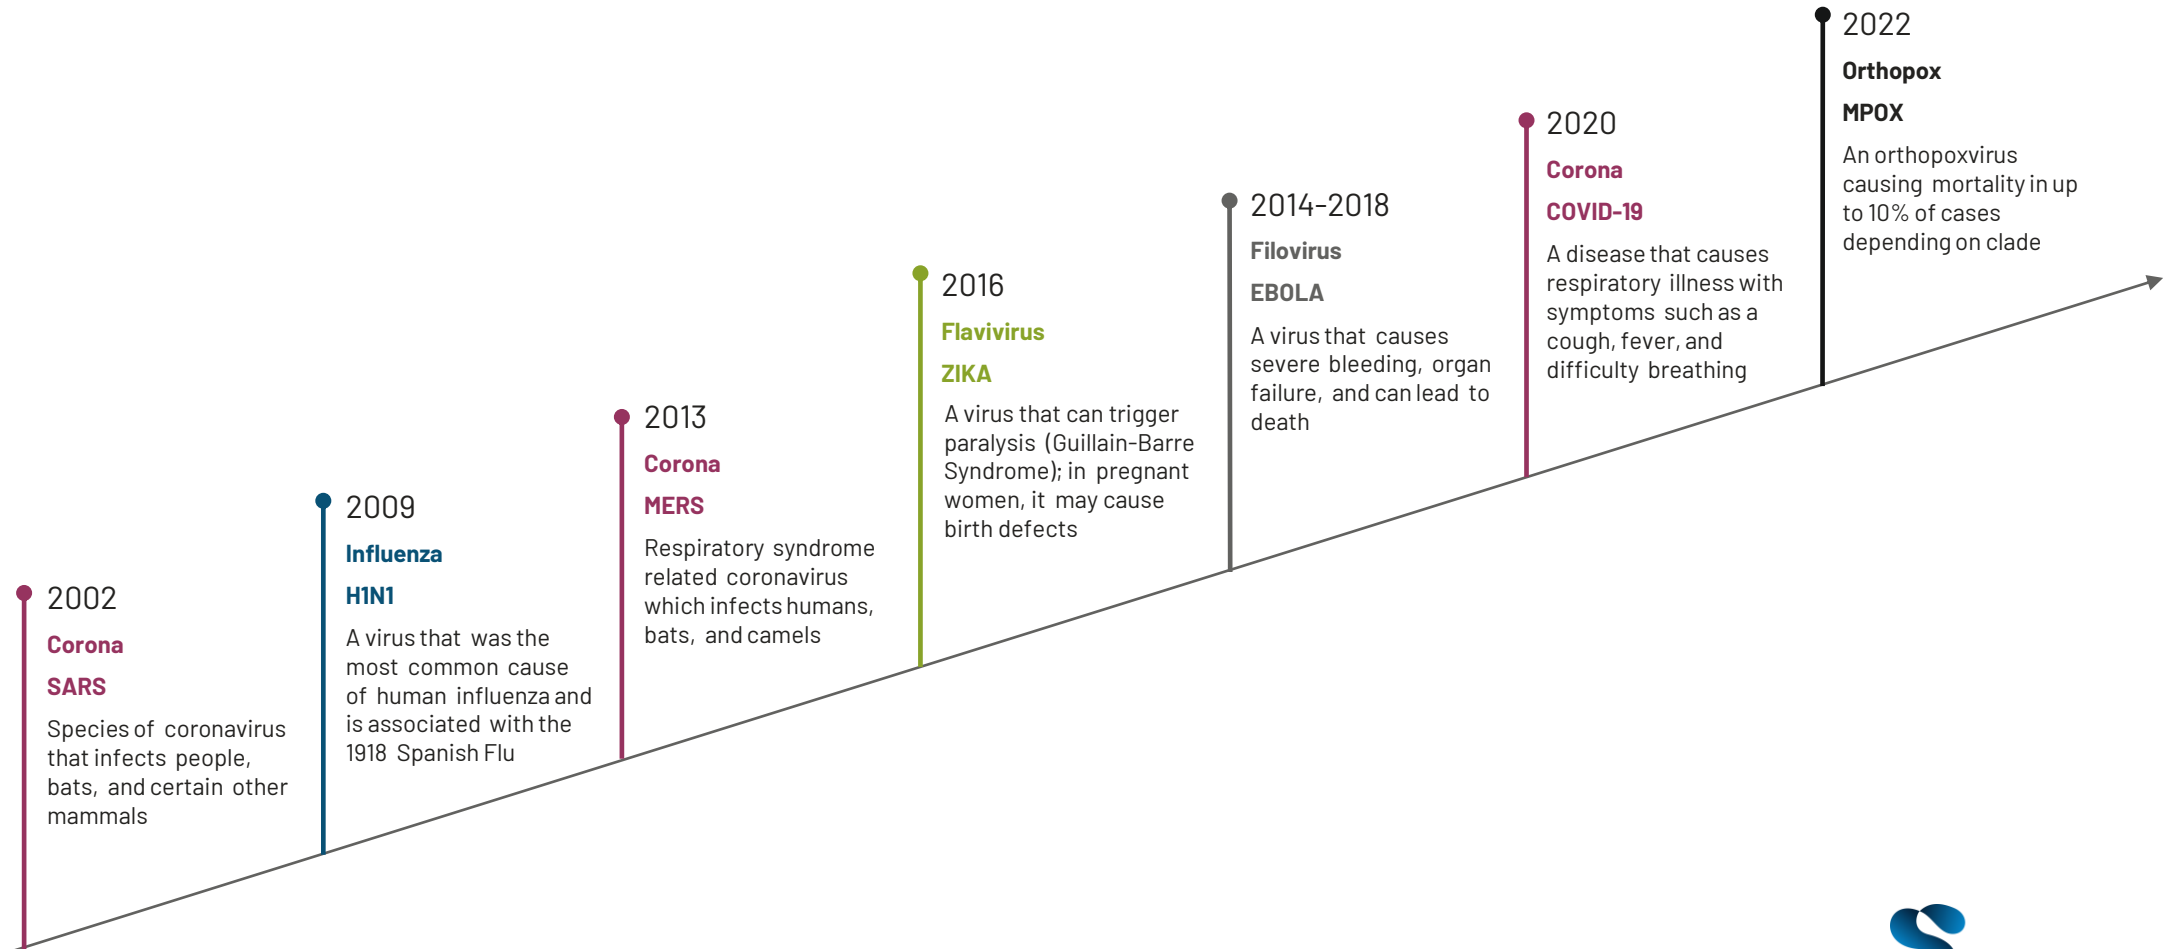 2002
Corona
SARS
Species of coronavirus
that infects people,
bats, and certain other
mammals
2009
Influenza
H1N1
A virus that was the
most common cause
of human influenza and
is associated with the
1918 Spanish Flu
2013
Corona
MERS
Respiratory syndrome
related coronavirus
which infects humans,
bats, and camels
2016
Flavivirus
ZIKA
A virus that can trigger
paralysis (Guillain-Barre
Syndrome); in pregnant
women, it may cause
birth defects
2014-2018
Filovirus
EBOLA
A virus that causes
severe bleeding, organ
failure, and can lead to
death
2020
Corona
COVID-19
A disease that causes
respiratory illness with
symptoms such as a
cough, fever, and
difficulty breathing
2022
Orthopox
MPOX
An orthopoxvirus
causing mortality in up
to 10% of cases
depending on clade